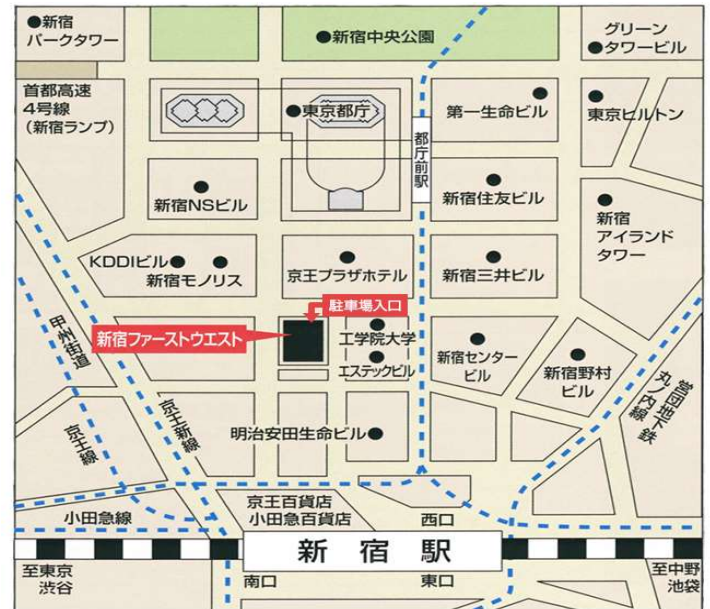 新宿
パークタワー
新宿中央公園
グリーン
タワービル
首都高速
4号線
（新宿ランプ）
東京都庁
都庁前駅
第一生命ビル
東京ヒルトン
新宿NSビル
新宿住友ビル
新宿
アイランド
タワー
KDDIビル
新宿モノリス
京王プラザホテル
新宿三井ビル
駐車場入口
新宿ファーストウエスト
工学院大学
エステックビル
新宿センター
ビル
新宿野村
ビル
甲州街道
京王新線
京王線
営団地下鉄
丸ノ内線
明治安田生命ビル
小田急線
京王百貨店
小田急百貨店
西口
新宿駅
至東京
渋谷
南口
東口
至中野
池袋